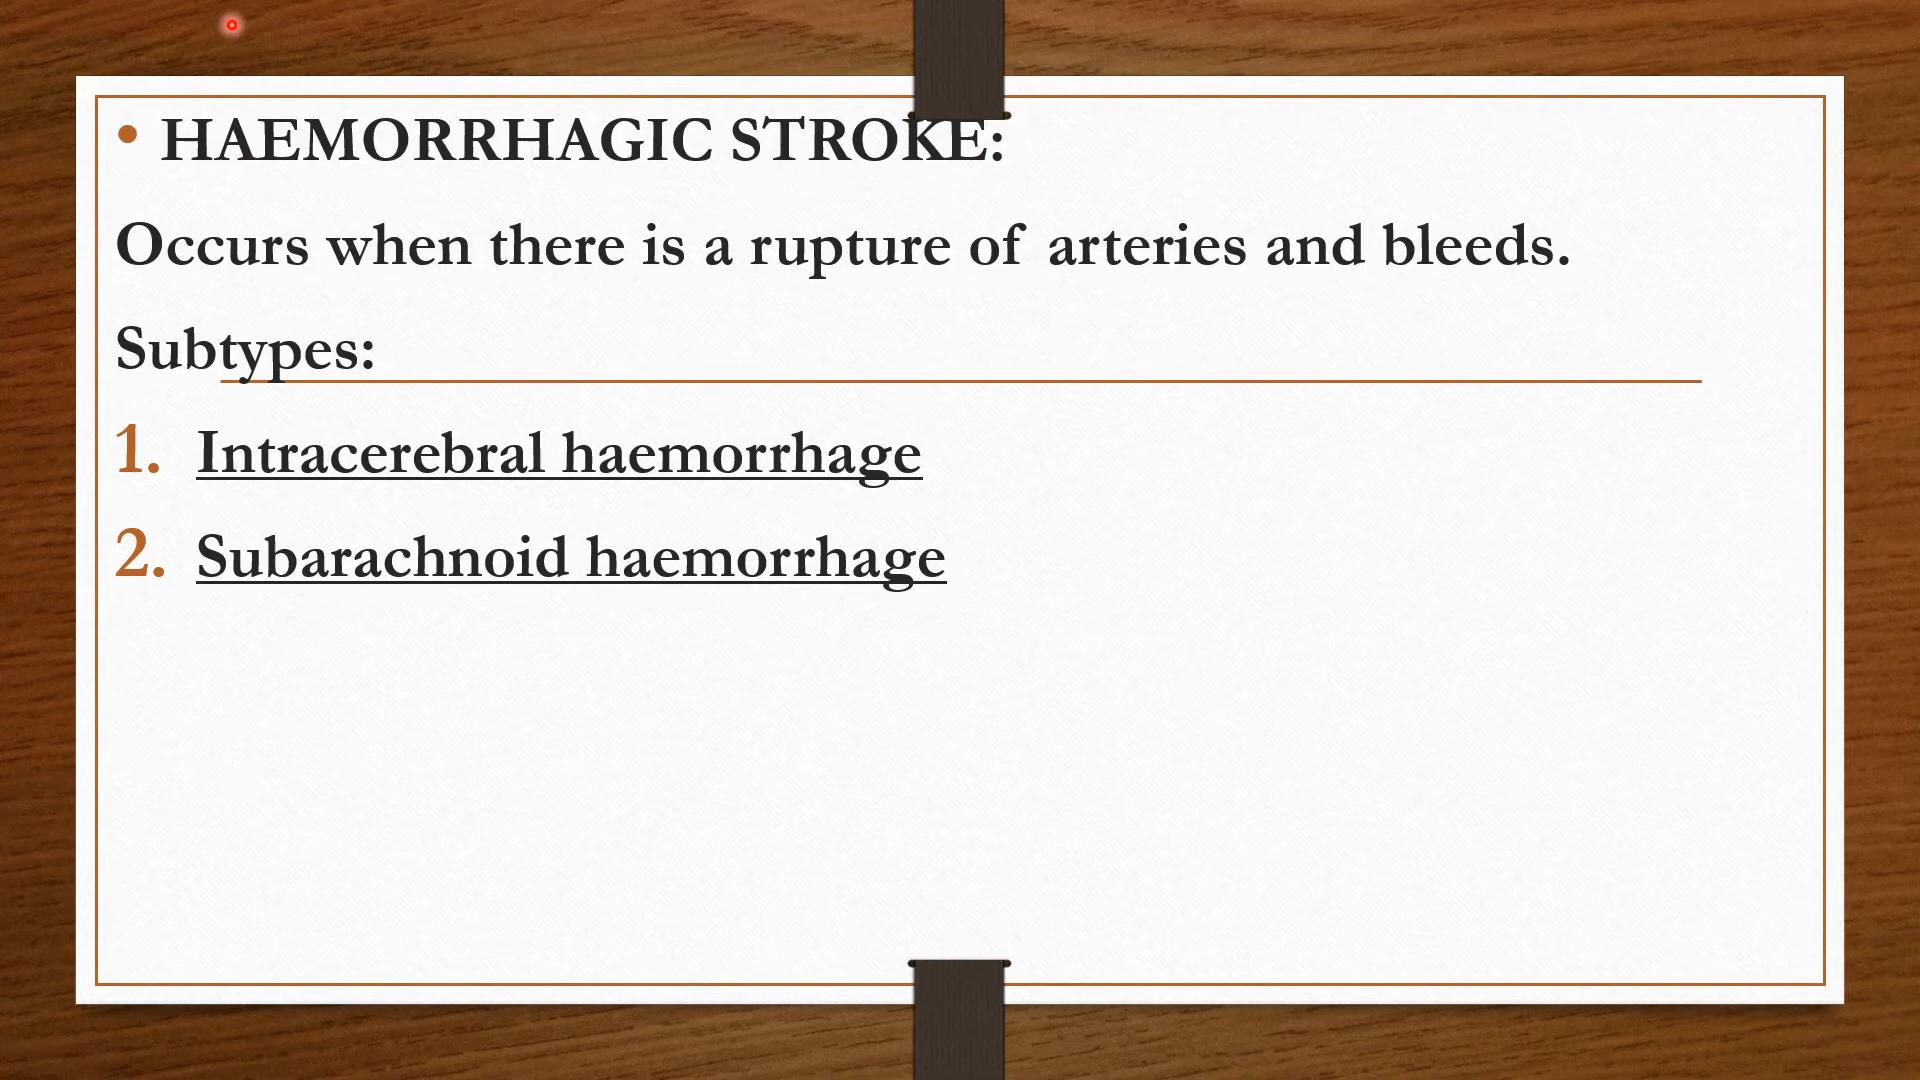 • HAEMORRHAGIC STROKE:
Occurs when there is a rupture of arteries and bleeds.
Subtypes:
1. Intracerebral haemorrhage
2. Subarachnoid haemorrhage